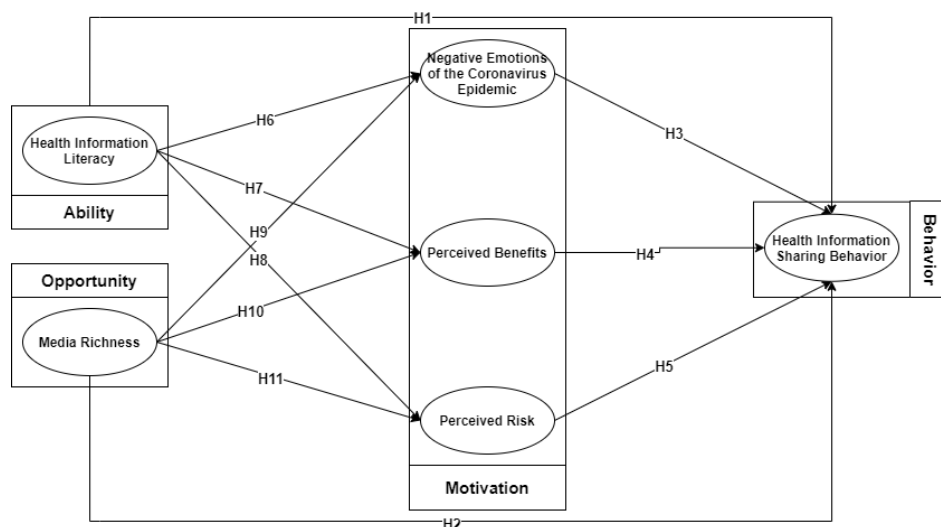 H1
Negative Emotions
of the Coronavirus
Epidemic
H6
H3
Health Information
Literacy
H7
Ability
H9
H8
Perceived Benefits
H4
Health Information
Sharing Behavior
Behavior
Opportunity
H10
Media Richness
H11
H5
Perceived Risk
Motivation
H2